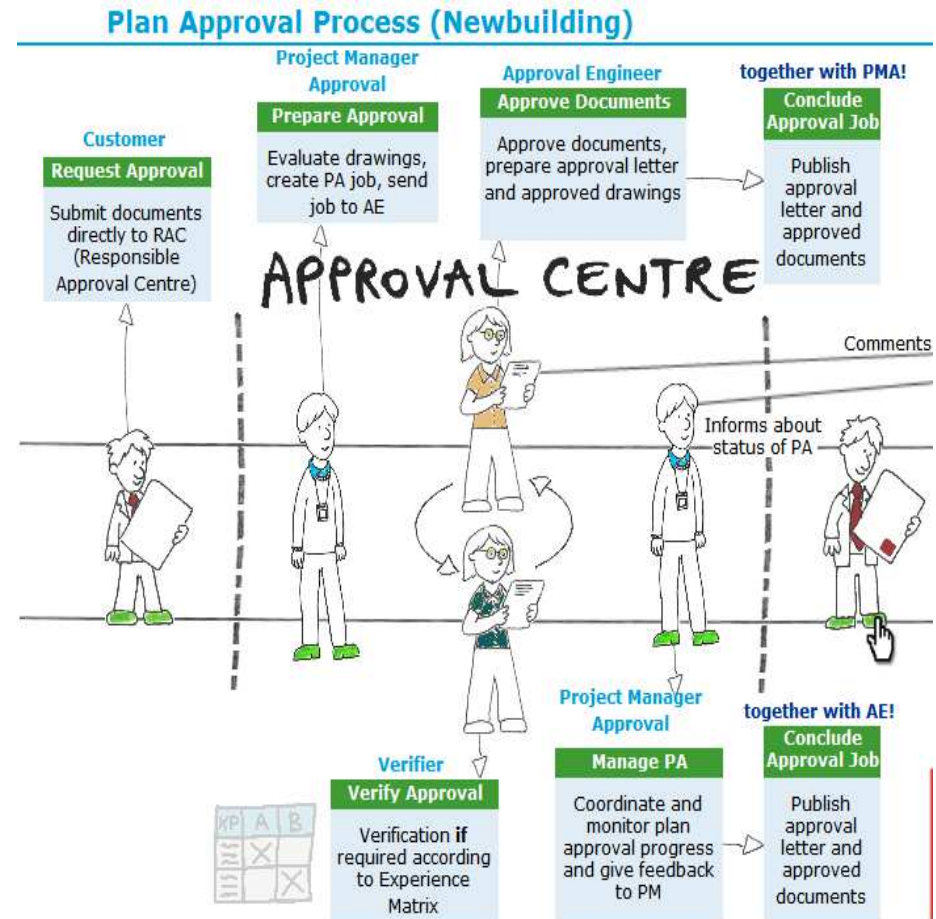 Plan Approval Process (Newbuilding)
Customer
Request Approval
Submit documents
directly to RAC
(Responsible
Approval Centre)
Project Manager
Approval
Prepare Approval
Evaluate drawings,
create PA job, send
job to AE
Approval Engineer
Approve Documents
Approve documents,
prepare approval letter
and approved drawings
together with PMA!
Conclude
Approval Job
Publish
approval
letter and
approved
documents
APPROVAL CENTRE
Comments
Informs about
status of PA
Verifier
Verify Approval
Verification if
required according
to Experience
Matrix
XP A B
Project Manager
Approval
Manage PA
Coordinate and
monitor plan
approval progress
and give feedback
to PM
together with AE!
Conclude
Approval Job
Publish
approval
letter and
approved
documents